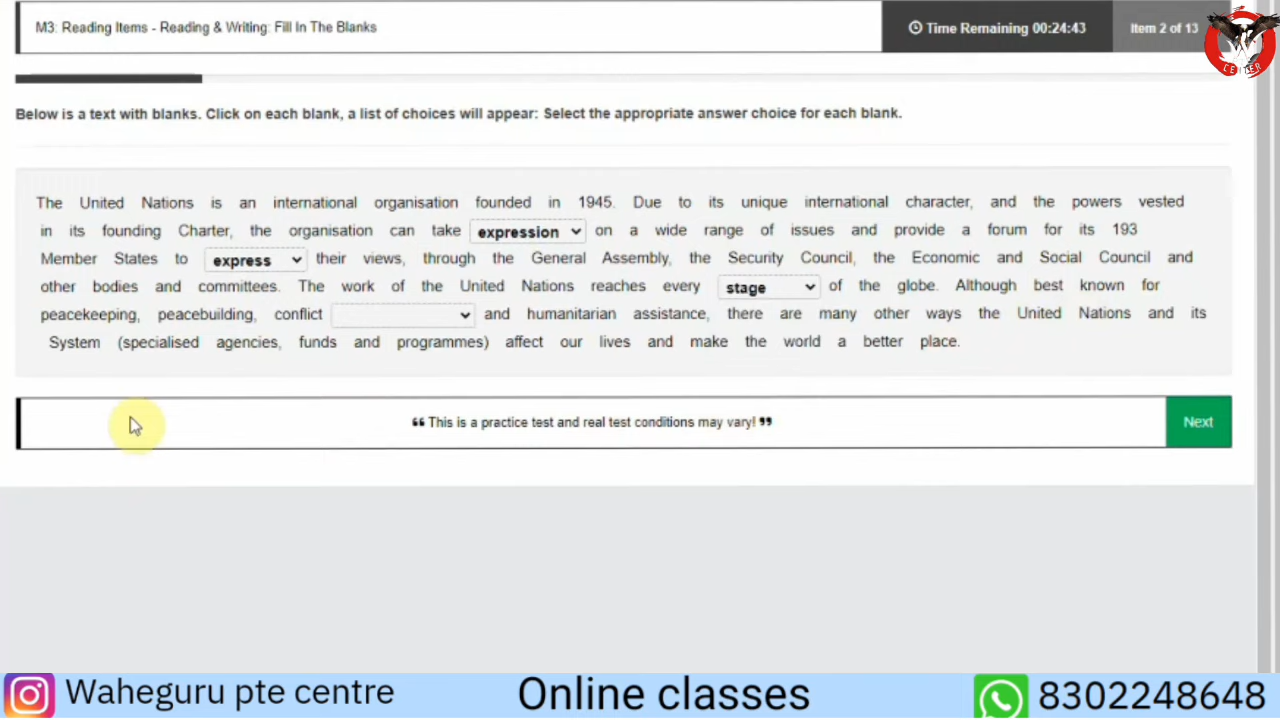 M3: Reading Items - Reading & Writing: Fill In The Blanks
Time Remaining 00:24:43
Item 2 of 13
CENTER
Below is a text with blanks. Click on each blank, a list of choices will appear: Select the appropriate answer choice for each blank.
The United Nations is an international organisation founded in 1945. Due to its unique international character, and the powers vested
in its founding Charter, the organisation can take expression on a wide range of issues and provide a forum for its 193
Member States to express their views, through the General Assembly, the Security Council, the Economic and Social Council and
other bodies and committees. The work of the United Nations reaches every stage of the globe. Although best known for
peacekeeping, peacebuilding, conflict and humanitarian assistance, there are many other ways the United Nations and its
System (specialised agencies, funds and programmes) affect our lives and make the world a better place.
❝ This is a practice test and real test conditions may vary! ❞
Next
Waheguru pte centre
Online classes
8302248648